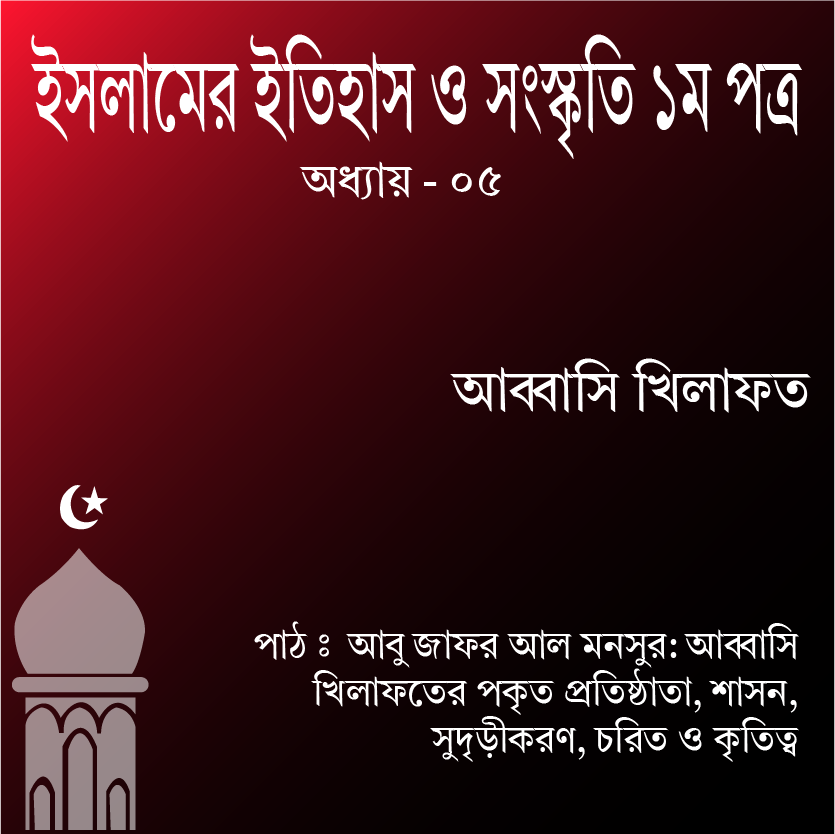 ইসলামের ইতিহাস ও সংস্কৃতি ১ম পত্র
অধ্যায় - ০৫
আব্বাসি খিলাফত
পাঠ ঃ আবু জাফর আল মনসুর: আব্বাসি
খিলাফতের পকৃত প্রতিষ্ঠাতা, শাসন,
সুদৃড়ীকরণ, চরিত ও কৃতিত্ব